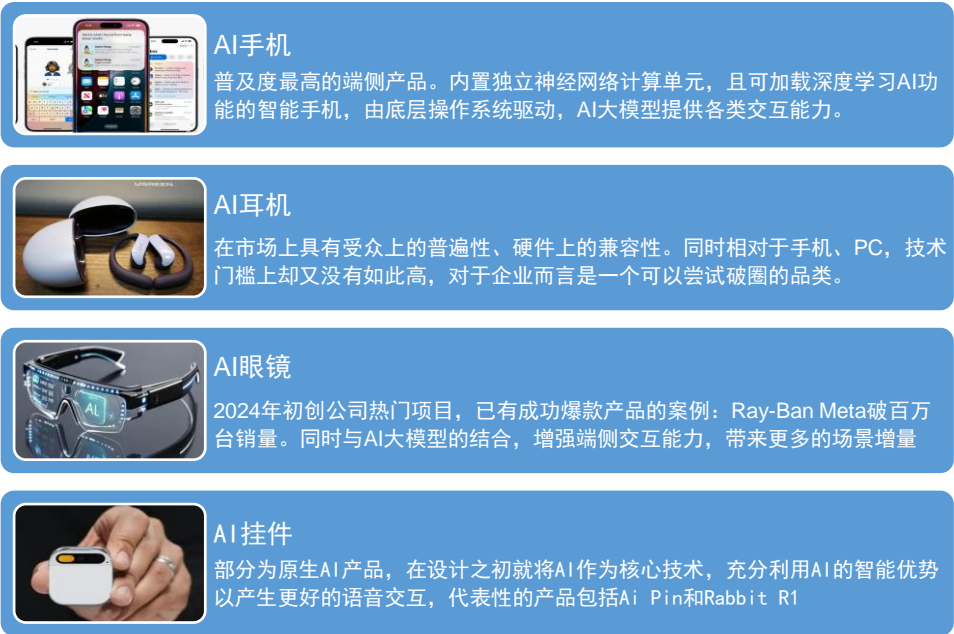 AI手机
普及度最高的端侧产品。内置独立神经网络计算单元，且可加载深度学习AI功
能的智能手机，由底层操作系统驱动，AI大模型提供各类交互能力。
UGREEN
AI耳机
在市场上具有受众上的普遍性、硬件上的兼容性。同时相对于手机、PC，技术
门槛上却又没有如此高，对于企业而言是一个可以尝试破圈的品类。
AI
AI眼镜
2024年初创公司热门项目，已有成功爆款产品的案例：Ray-Ban Meta破百万
台销量。同时与AI大模型的结合，增强端侧交互能力，带来更多的场景增量
AI挂件
部分为原生AI产品，在设计之初就将AI作为核心技术，充分利用AI的智能优势
以产生更好的语音交互，代表性的产品包括Ai Pin和Rabbit R1